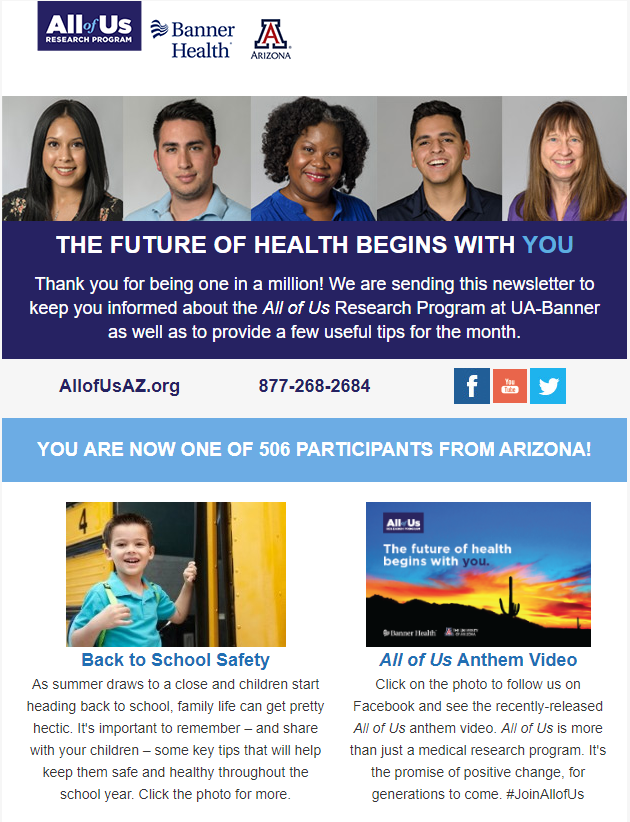 All of Us
RESEARCH PROGRAM
Banner
Health
A
ARIZONA
THE FUTURE OF HEALTH BEGINS WITH YOU
Thank you for being one in a million! We are sending this newsletter to
keep you informed about the All of Us Research Program at UA-Banner
as well as to provide a few useful tips for the month.
AllofUsAZ.org 877-268-2684 f You Tube
YOU ARE NOW ONE OF 506 PARTICIPANTS FROM ARIZONA!
4
Back to School Safety
As summer draws to a close and children start
heading back to school, family life can get pretty
hectic. It's important to remember – and share
with your children – some key tips that will help
keep them safe and healthy throughout the
school year. Click the photo for more.
All of Us
RESEARCH PROGRAM
The future of health
begins with you.
Banner Health
A
THE UNIVERSITY
OF ARIZONA
All of Us Anthem Video
Click on the photo to follow us on
Facebook and see the recently-released
All of Us anthem video. All of Us is more
than just a medical research program. It's
the promise of positive change, for
generations to come. #JoinAllofUs